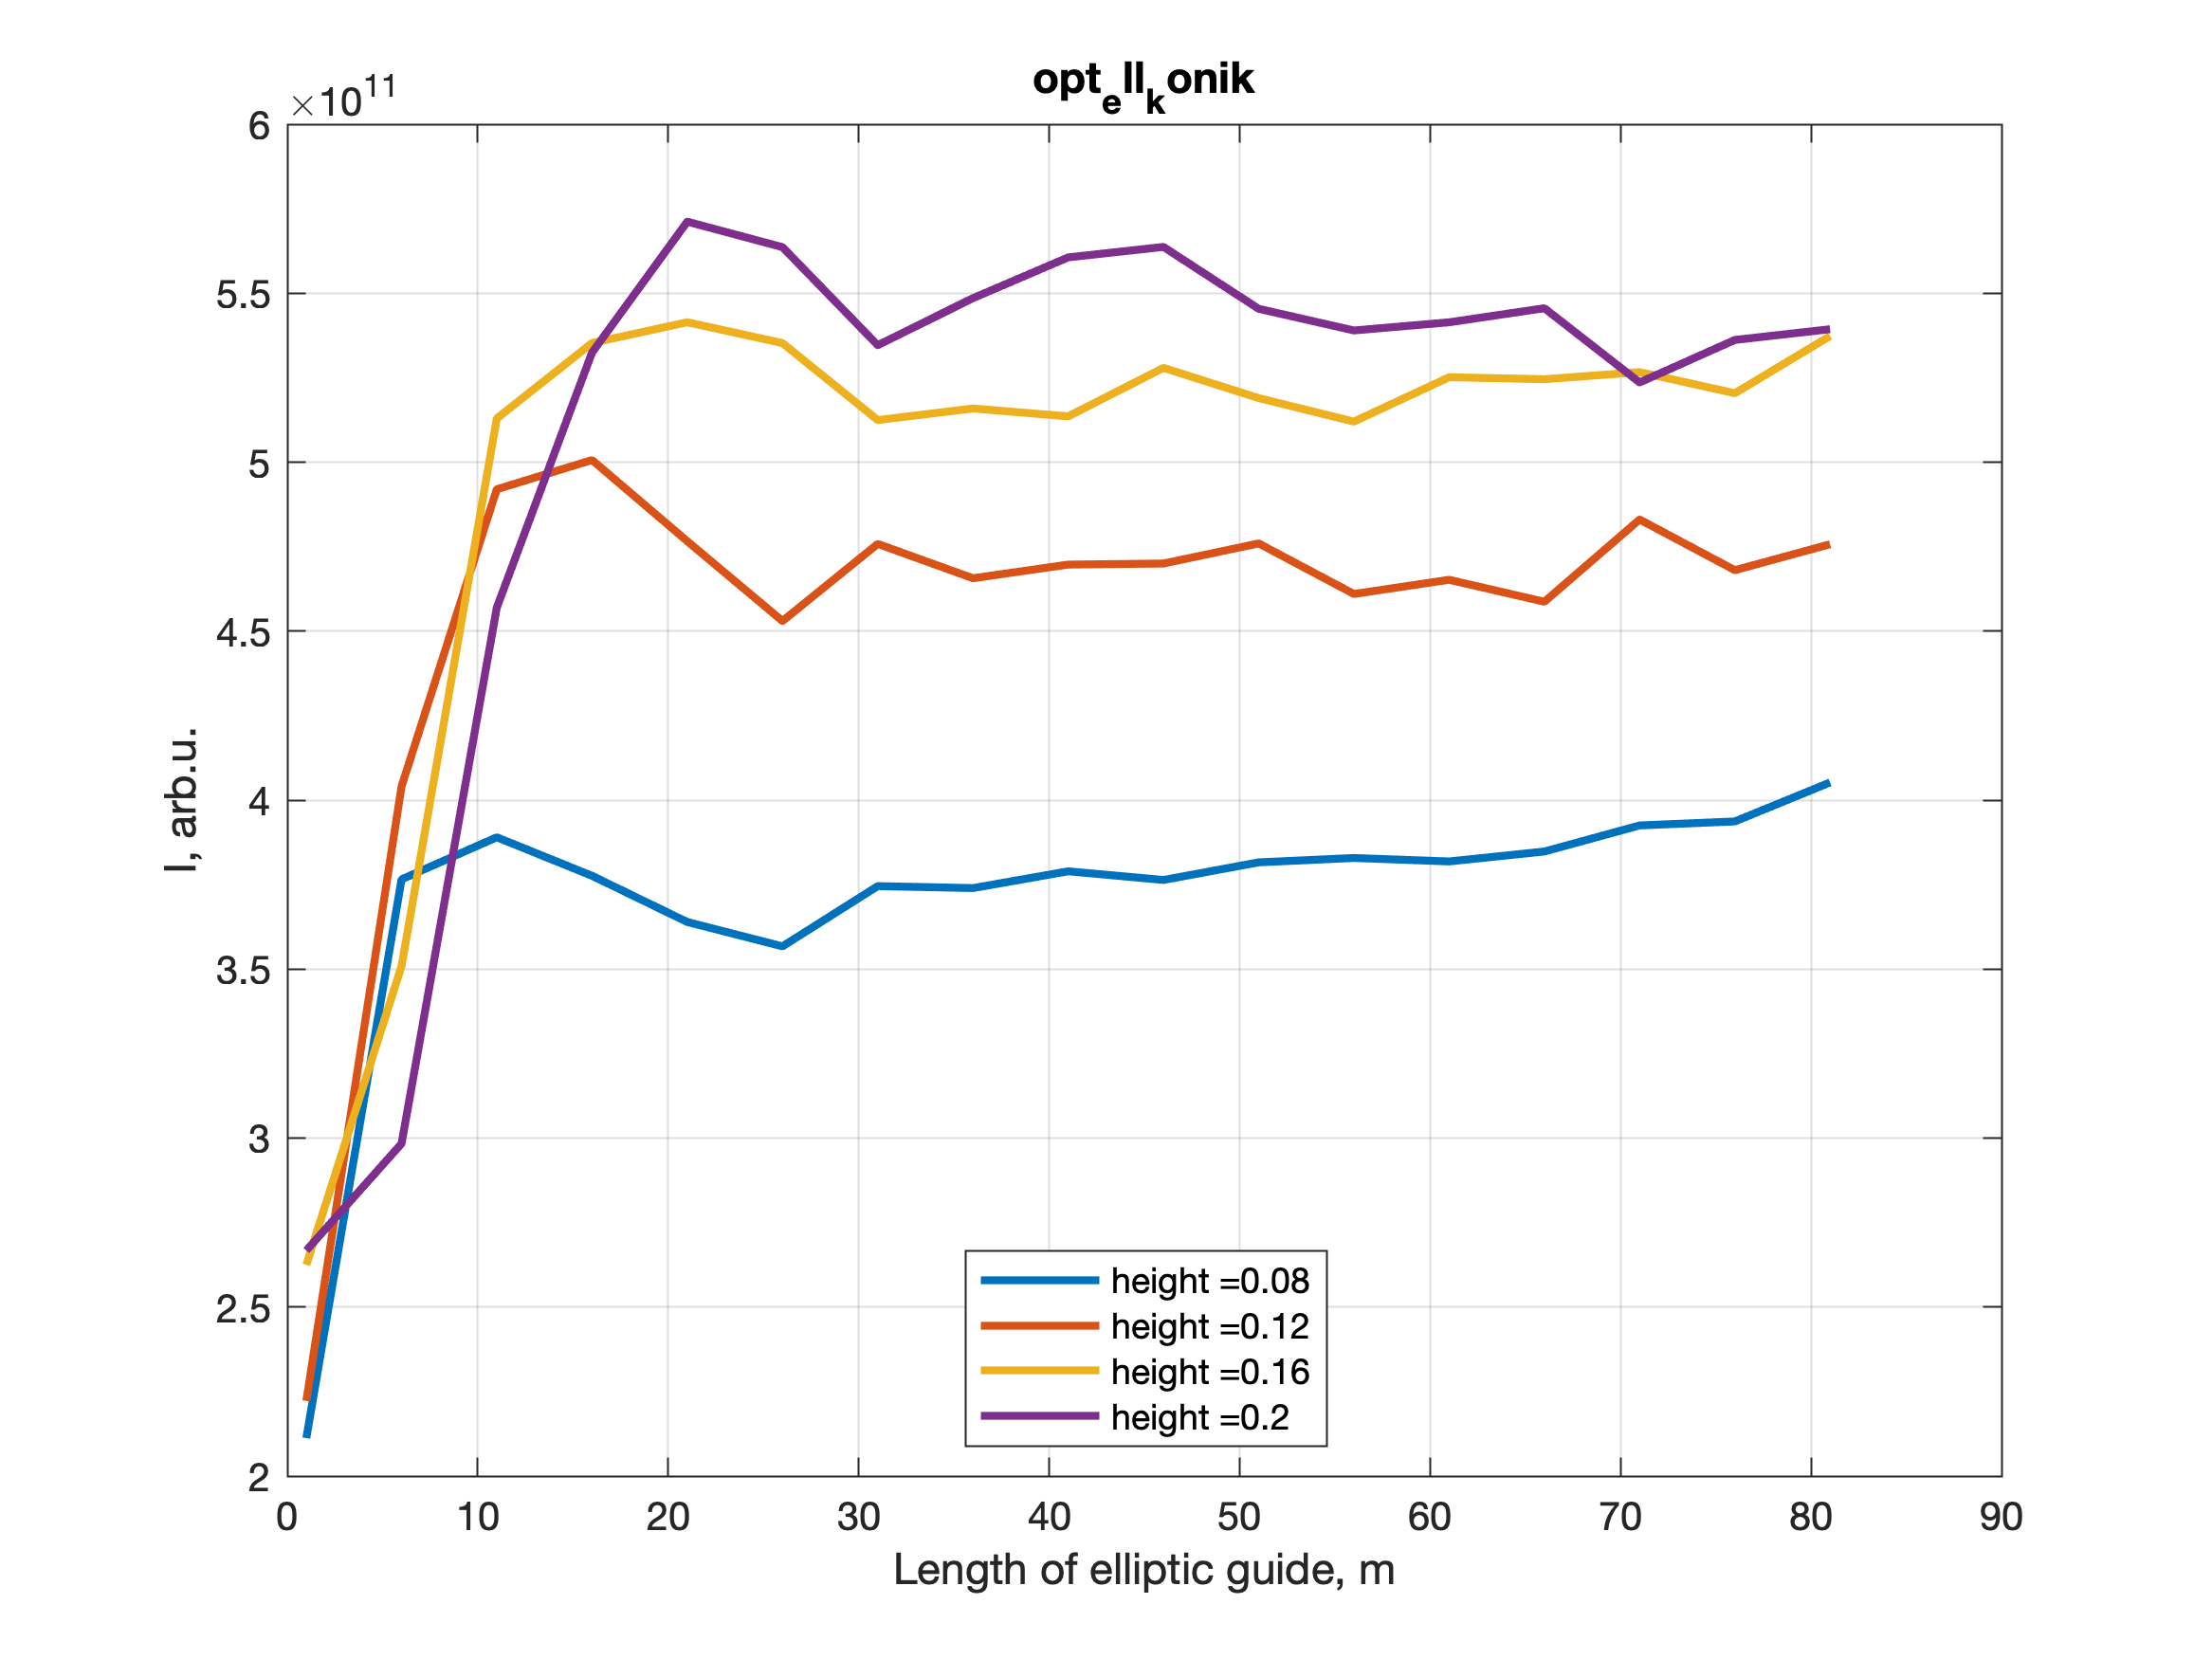 opt_ell_konik
×10^11
6
5.5
5
4.5
4
3.5
3
2.5
2
I, arb.u.
height =0.08
height =0.12
height =0.16
height =0.2
0 10 20 30 40 50 60 70 80 90
Length of elliptic guide, m